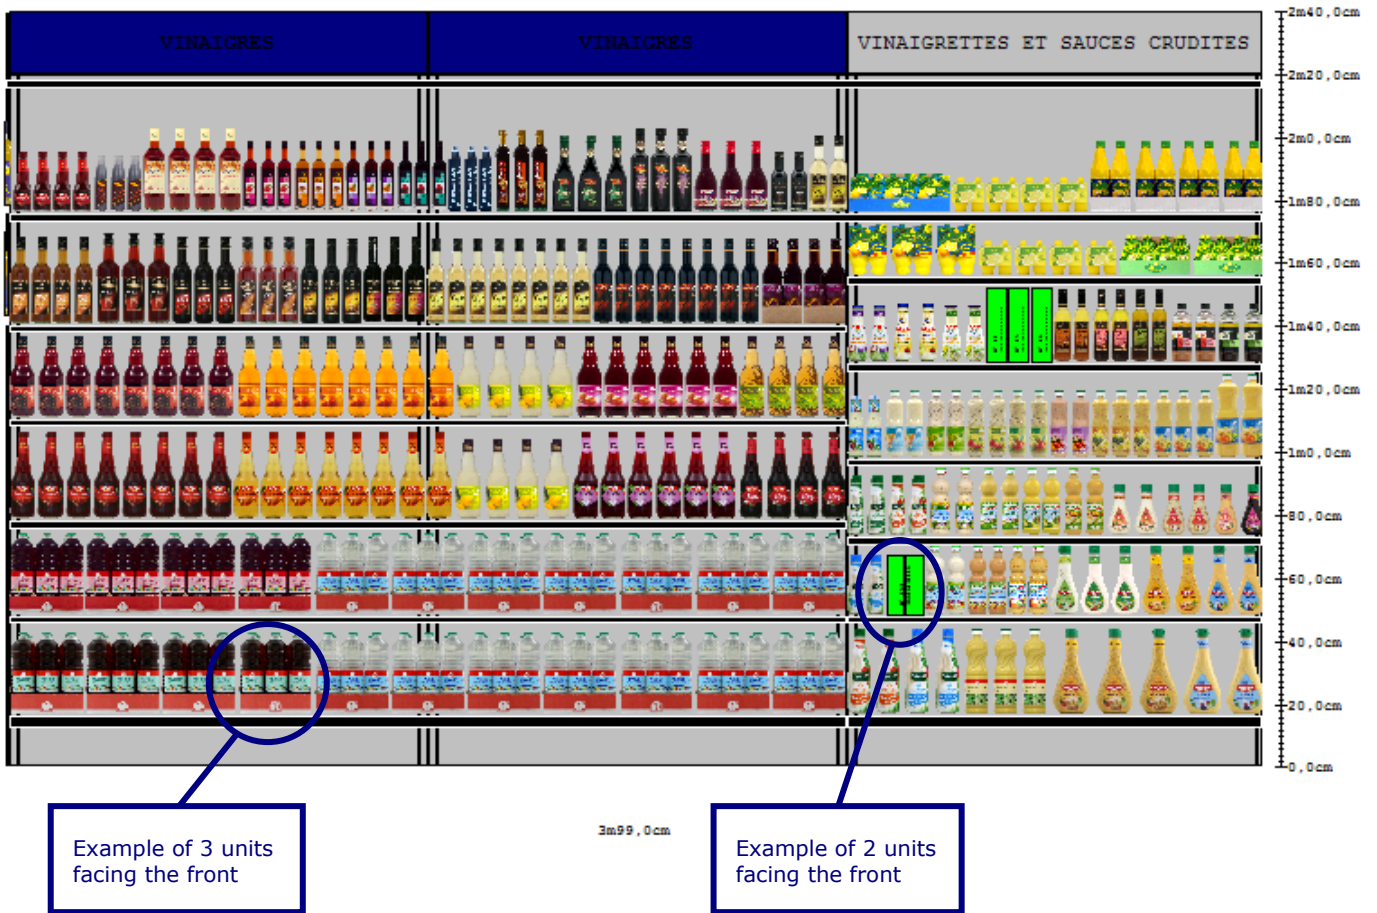 VINAIGRES
VINAIGRES
VINAIGRETTES ET SAUCES CRUDITES
2m40,0cm
2m20,0cm
2m0,0cm
1m80,0cm
1m60,0cm
1m40,0cm
1m20,0cm
1m0,0cm
80,0cm
60,0cm
40,0cm
20,0cm
0,0cm
3m99,0cm
Example of 3 units
facing the front
Example of 2 units
facing the front